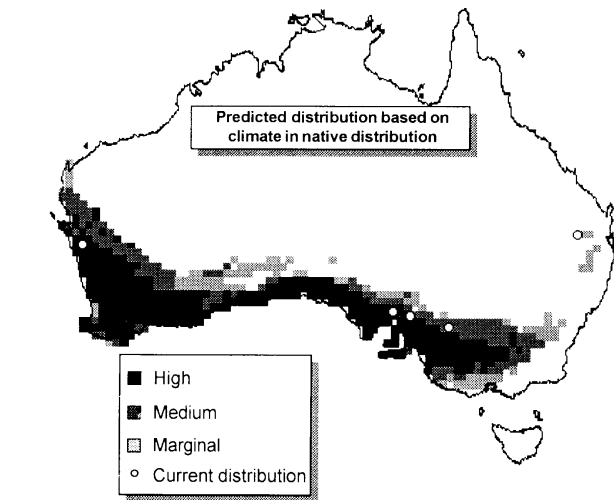 Predicted distribution based on
climate in native distribution
High
Medium
Marginal
Current distribution